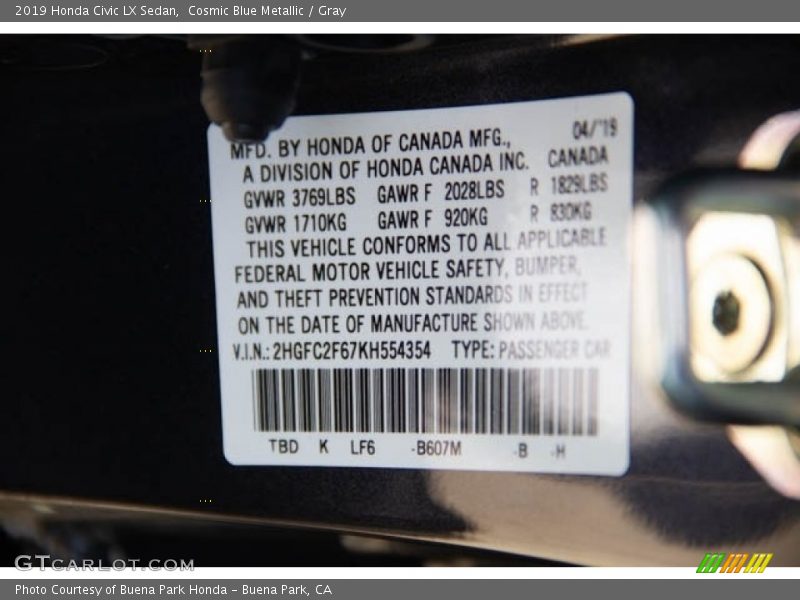 2019 Honda Civic LX Sedan, Cosmic Blue Metallic / Gray
MFD. BY HONDA OF CANADA MFG., 04/'19
A DIVISION OF HONDA CANADA INC. CANADA
GVWR 3769LBS GAWR F 2028LBS R 1829LBS
GVWR 1710KG GAWR F 920KG R 830KG
THIS VEHICLE CONFORMS TO ALL APPLICABLE
FEDERAL MOTOR VEHICLE SAFETY, BUMPER,
AND THEFT PREVENTION STANDARDS IN EFFECT
ON THE DATE OF MANUFACTURE SHOWN ABOVE.
V.I.N.: 2HGFC2F67KH554354 TYPE: PASSENGER CAR
TBD K LF6 -B607M -B -H
GTCARLOT.COM
Photo Courtesy of Buena Park Honda – Buena Park, CA